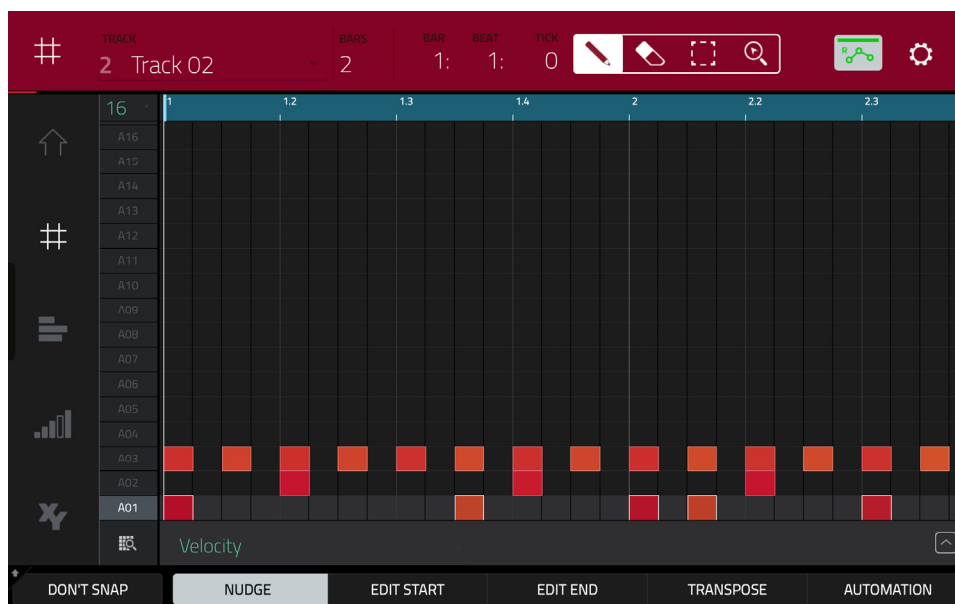 TRACK BARS BAR BEAT TICK
2 Track 02 2 1: 1: 0
R
16 1 1.2 1.3 1.4 2 2.2 2.3
A16
A15
A14
A13
A12
A11
A10
A09
A08
A07
A06
A05
A04
A03
A02
A01
XY
Velocity
DON'T SNAP NUDGE EDIT START EDIT END TRANSPOSE AUTOMATION